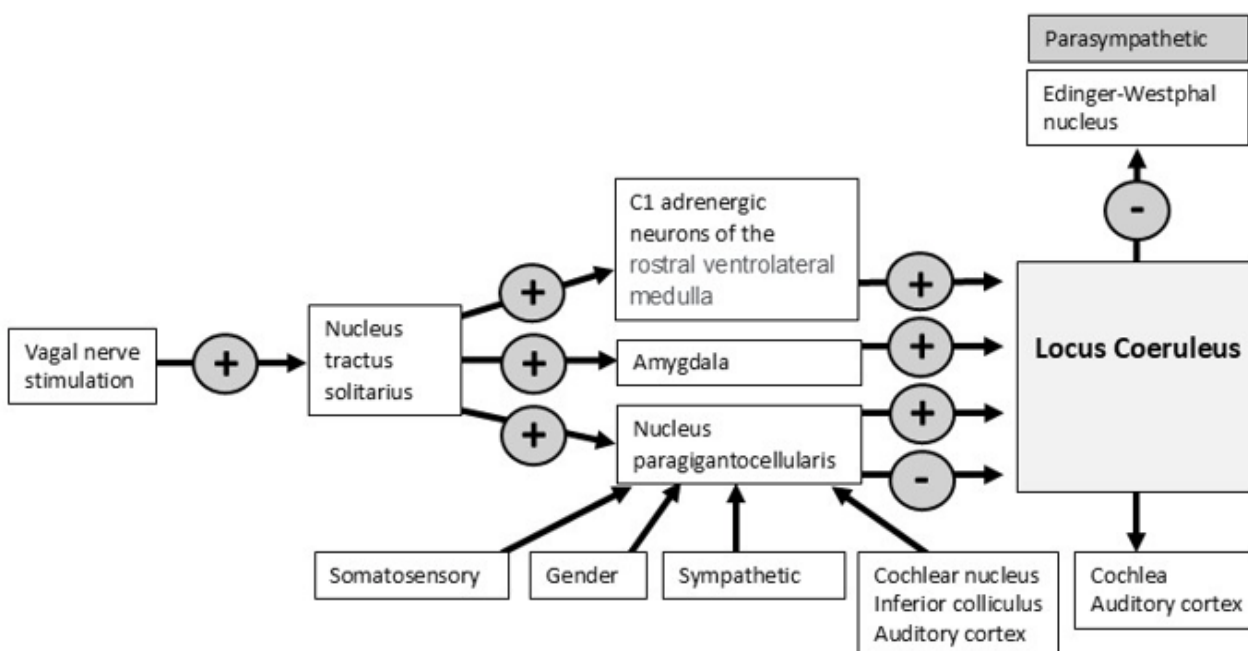 Parasympathetic
Edinger-Westphal
nucleus
-
C1 adrenergic
neurons of the
rostral ventrolateral
medulla
+
+
Vagal nerve
stimulation
+
Nucleus
tractus
solitarius
+
Amygdala
+
Locus Coeruleus
+
Nucleus
paragigantocellularis
+
-
Somatosensory
Gender
Sympathetic
Cochlear nucleus
Inferior colliculus
Auditory cortex
Cochlea
Auditory cortex